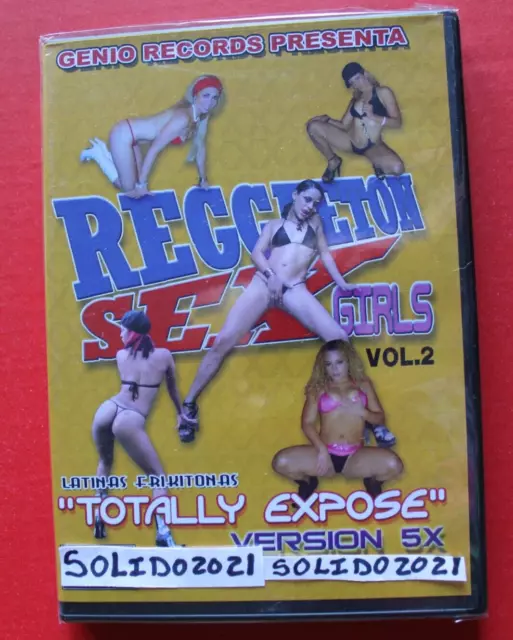 GENIO RECORDS PRESENTA
REGGAETON
SEX
GIRLS
VOL.2
LATINAS FRIKITONAS
"TOTALLY EXPOSE"
VERSION 5X
SOLIDO2021 SOLIDO2021